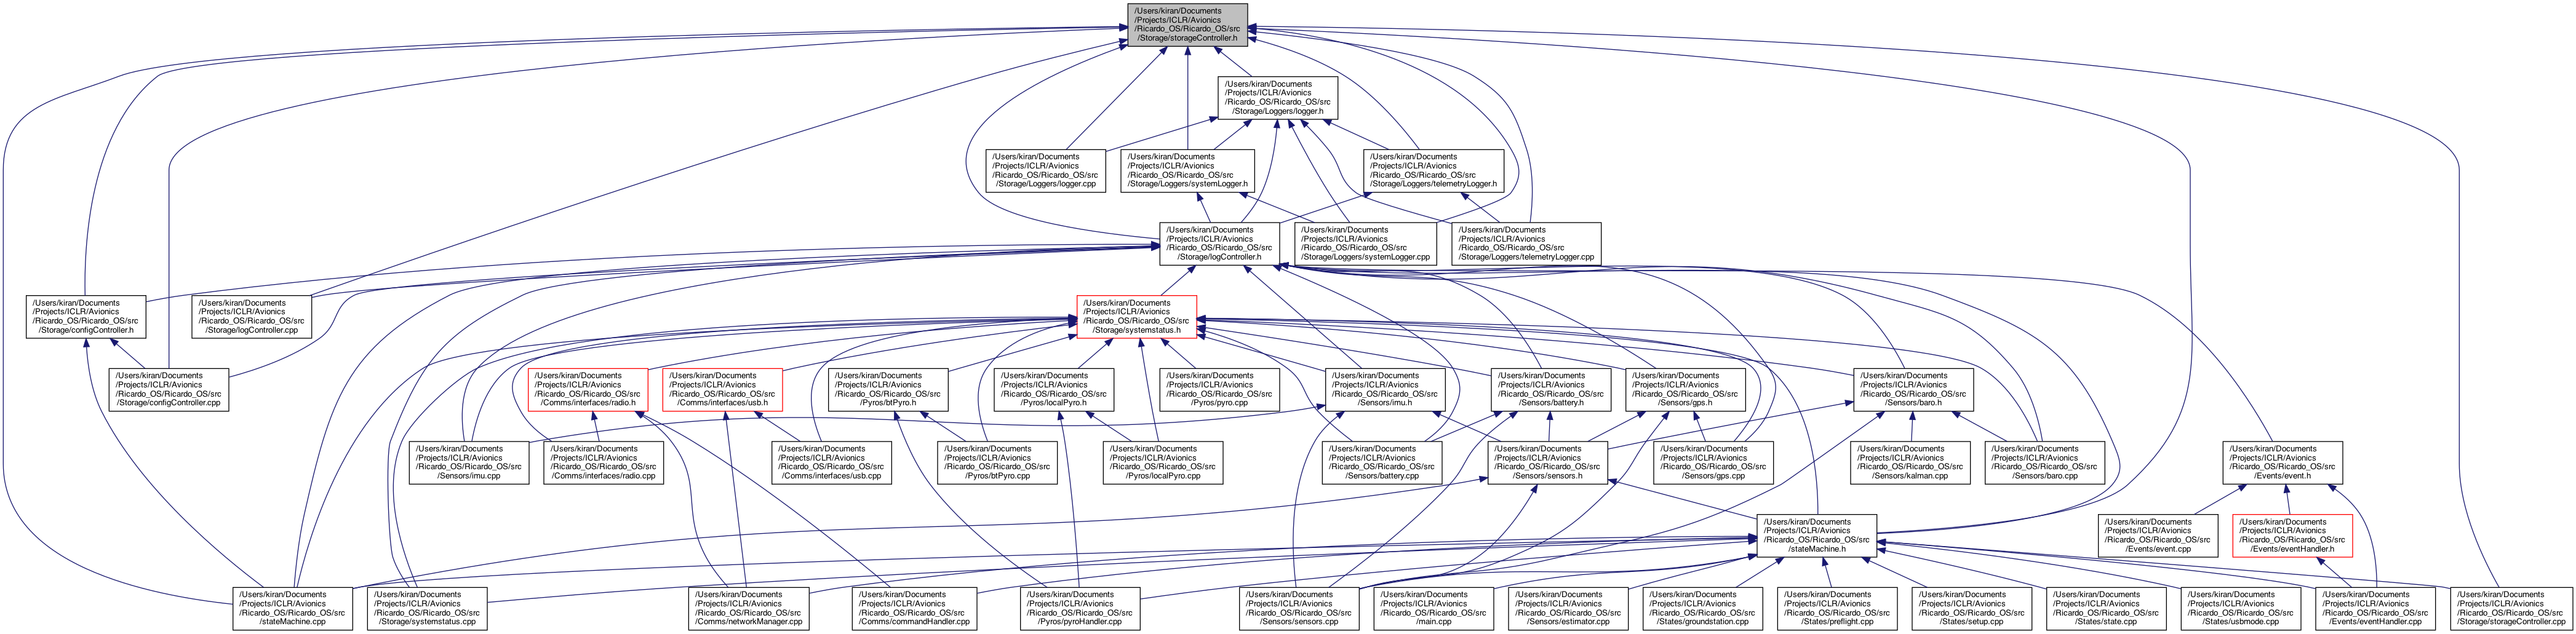 /Users/kiran/Documents
/Projects/ICLR/Avionics
/Ricardo_OS/Ricardo_OS/src
/Storage/storageController.h
/Users/kiran/Documents
/Projects/ICLR/Avionics
/Ricardo_OS/Ricardo_OS/src
/Storage/Loggers/logger.h
/Users/kiran/Documents
/Projects/ICLR/Avionics
/Ricardo_OS/Ricardo_OS/src
/Storage/Loggers/logger.cpp
/Users/kiran/Documents
/Projects/ICLR/Avionics
/Ricardo_OS/Ricardo_OS/src
/Storage/Loggers/systemLogger.h
/Users/kiran/Documents
/Projects/ICLR/Avionics
/Ricardo_OS/Ricardo_OS/src
/Storage/Loggers/telemetryLogger.h
/Users/kiran/Documents
/Projects/ICLR/Avionics
/Ricardo_OS/Ricardo_OS/src
/Storage/logController.h
/Users/kiran/Documents
/Projects/ICLR/Avionics
/Ricardo_OS/Ricardo_OS/src
/Storage/Loggers/systemLogger.cpp
/Users/kiran/Documents
/Projects/ICLR/Avionics
/Ricardo_OS/Ricardo_OS/src
/Storage/Loggers/telemetryLogger.cpp
/Users/kiran/Documents
/Projects/ICLR/Avionics
/Ricardo_OS/Ricardo_OS/src
/Storage/configController.h
/Users/kiran/Documents
/Projects/ICLR/Avionics
/Ricardo_OS/Ricardo_OS/src
/Storage/logController.cpp
/Users/kiran/Documents
/Projects/ICLR/Avionics
/Ricardo_OS/Ricardo_OS/src
/Storage/systemstatus.h
/Users/kiran/Documents
/Projects/ICLR/Avionics
/Ricardo_OS/Ricardo_OS/src
/Storage/configController.cpp
/Users/kiran/Documents
/Projects/ICLR/Avionics
/Ricardo_OS/Ricardo_OS/src
/Comms/interfaces/radio.h
/Users/kiran/Documents
/Projects/ICLR/Avionics
/Ricardo_OS/Ricardo_OS/src
/Comms/interfaces/usb.h
/Users/kiran/Documents
/Projects/ICLR/Avionics
/Ricardo_OS/Ricardo_OS/src
/Pyros/btPyro.h
/Users/kiran/Documents
/Projects/ICLR/Avionics
/Ricardo_OS/Ricardo_OS/src
/Pyros/localPyro.h
/Users/kiran/Documents
/Projects/ICLR/Avionics
/Ricardo_OS/Ricardo_OS/src
/Pyros/pyro.cpp
/Users/kiran/Documents
/Projects/ICLR/Avionics
/Ricardo_OS/Ricardo_OS/src
/Sensors/imu.h
/Users/kiran/Documents
/Projects/ICLR/Avionics
/Ricardo_OS/Ricardo_OS/src
/Sensors/battery.h
/Users/kiran/Documents
/Projects/ICLR/Avionics
/Ricardo_OS/Ricardo_OS/src
/Sensors/gps.h
/Users/kiran/Documents
/Projects/ICLR/Avionics
/Ricardo_OS/Ricardo_OS/src
/Sensors/baro.h
/Users/kiran/Documents
/Projects/ICLR/Avionics
/Ricardo_OS/Ricardo_OS/src
/Sensors/imu.cpp
/Users/kiran/Documents
/Projects/ICLR/Avionics
/Ricardo_OS/Ricardo_OS/src
/Comms/interfaces/radio.cpp
/Users/kiran/Documents
/Projects/ICLR/Avionics
/Ricardo_OS/Ricardo_OS/src
/Comms/interfaces/usb.cpp
/Users/kiran/Documents
/Projects/ICLR/Avionics
/Ricardo_OS/Ricardo_OS/src
/Pyros/btPyro.cpp
/Users/kiran/Documents
/Projects/ICLR/Avionics
/Ricardo_OS/Ricardo_OS/src
/Pyros/localPyro.cpp
/Users/kiran/Documents
/Projects/ICLR/Avionics
/Ricardo_OS/Ricardo_OS/src
/Sensors/battery.cpp
/Users/kiran/Documents
/Projects/ICLR/Avionics
/Ricardo_OS/Ricardo_OS/src
/Sensors/sensors.h
/Users/kiran/Documents
/Projects/ICLR/Avionics
/Ricardo_OS/Ricardo_OS/src
/Sensors/gps.cpp
/Users/kiran/Documents
/Projects/ICLR/Avionics
/Ricardo_OS/Ricardo_OS/src
/Sensors/kalman.cpp
/Users/kiran/Documents
/Projects/ICLR/Avionics
/Ricardo_OS/Ricardo_OS/src
/Sensors/baro.cpp
/Users/kiran/Documents
/Projects/ICLR/Avionics
/Ricardo_OS/Ricardo_OS/src
/Events/event.h
/Users/kiran/Documents
/Projects/ICLR/Avionics
/Ricardo_OS/Ricardo_OS/src
/stateMachine.h
/Users/kiran/Documents
/Projects/ICLR/Avionics
/Ricardo_OS/Ricardo_OS/src
/Events/event.cpp
/Users/kiran/Documents
/Projects/ICLR/Avionics
/Ricardo_OS/Ricardo_OS/src
/Events/eventHandler.h
/Users/kiran/Documents
/Projects/ICLR/Avionics
/Ricardo_OS/Ricardo_OS/src
/stateMachine.cpp
/Users/kiran/Documents
/Projects/ICLR/Avionics
/Ricardo_OS/Ricardo_OS/src
/Storage/systemstatus.cpp
/Users/kiran/Documents
/Projects/ICLR/Avionics
/Ricardo_OS/Ricardo_OS/src
/Comms/networkManager.cpp
/Users/kiran/Documents
/Projects/ICLR/Avionics
/Ricardo_OS/Ricardo_OS/src
/Comms/commandHandler.cpp
/Users/kiran/Documents
/Projects/ICLR/Avionics
/Ricardo_OS/Ricardo_OS/src
/Pyros/pyroHandler.cpp
/Users/kiran/Documents
/Projects/ICLR/Avionics
/Ricardo_OS/Ricardo_OS/src
/Sensors/sensors.cpp
/Users/kiran/Documents
/Projects/ICLR/Avionics
/Ricardo_OS/Ricardo_OS/src
/main.cpp
/Users/kiran/Documents
/Projects/ICLR/Avionics
/Ricardo_OS/Ricardo_OS/src
/Sensors/estimator.cpp
/Users/kiran/Documents
/Projects/ICLR/Avionics
/Ricardo_OS/Ricardo_OS/src
/States/groundstation.cpp
/Users/kiran/Documents
/Projects/ICLR/Avionics
/Ricardo_OS/Ricardo_OS/src
/States/preflight.cpp
/Users/kiran/Documents
/Projects/ICLR/Avionics
/Ricardo_OS/Ricardo_OS/src
/States/setup.cpp
/Users/kiran/Documents
/Projects/ICLR/Avionics
/Ricardo_OS/Ricardo_OS/src
/States/state.cpp
/Users/kiran/Documents
/Projects/ICLR/Avionics
/Ricardo_OS/Ricardo_OS/src
/States/usbmode.cpp
/Users/kiran/Documents
/Projects/ICLR/Avionics
/Ricardo_OS/Ricardo_OS/src
/Events/eventHandler.cpp
/Users/kiran/Documents
/Projects/ICLR/Avionics
/Ricardo_OS/Ricardo_OS/src
/Storage/storageController.cpp